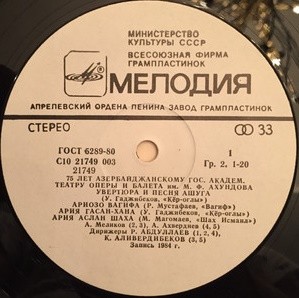 МИНИСТЕРСТВО
КУЛЬТУРЫ СССР
ВСЕСОЮЗНАЯ ФИРМА
ГРАМПЛАСТИНОК
МЕЛОДИЯ
АПРЕЛЕВСКИЙ ОРДЕНА ЛЕНИНА ЗАВОД ГРАМПЛАСТИНОК
СТЕРЕО 33
ГОСТ 6289-80 1
С10 21749 003 Гр. 2, 1-20
21749
75 ЛЕТ АЗЕРБАЙДЖАНСКОМУ ГОС. АКАДЕМ.
ТЕАТРУ ОПЕРЫ И БАЛЕТА им. М. Ф. АХУНДОВА
УВЕРТЮРА И ПЕСНЯ АШУГА
(У. Гаджибеков, «Кёр-оглы»)
АРИОЗО ВАГИФА (Р. Мустафаев, «Вагиф»)
АРИЯ ГАСАН-ХАНА (У. Гаджибеков, «Кёр-оглы»)
АРИЯ АСЛАН ШАХА (М. Магомаев, «Шах Исмаил»)
А. Меликов (2, 3), А. Ахвердиев (4, 5)
Дирижеры Р. АБДУЛЛАЕВ (1, 2, 4)
К. АЛИВЕРДИБЕКОВ (3, 5)
Запись 1984 г.